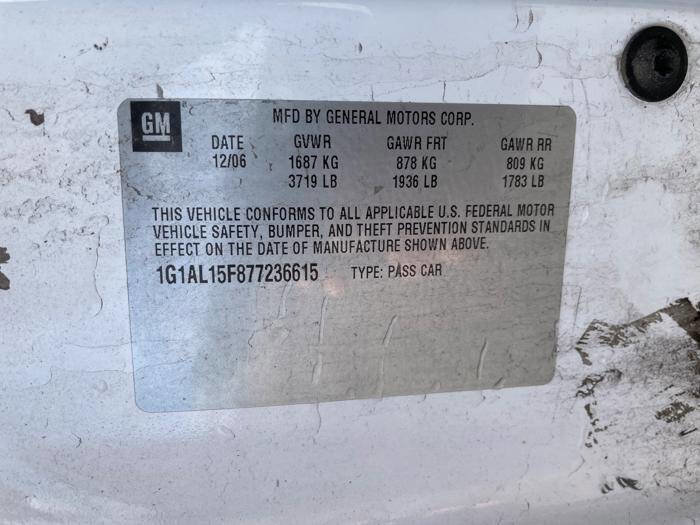 GM
MFD BY GENERAL MOTORS CORP.
DATE GVWR GAWR FRT GAWR RR
12/06 1687 KG 878 KG 809 KG
3719 LB 1936 LB 1783 LB
THIS VEHICLE CONFORMS TO ALL APPLICABLE U.S. FEDERAL MOTOR
VEHICLE SAFETY, BUMPER, AND THEFT PREVENTION STANDARDS IN
EFFECT ON THE DATE OF MANUFACTURE SHOWN ABOVE.
1G1AL15F877236615 TYPE: PASS CAR